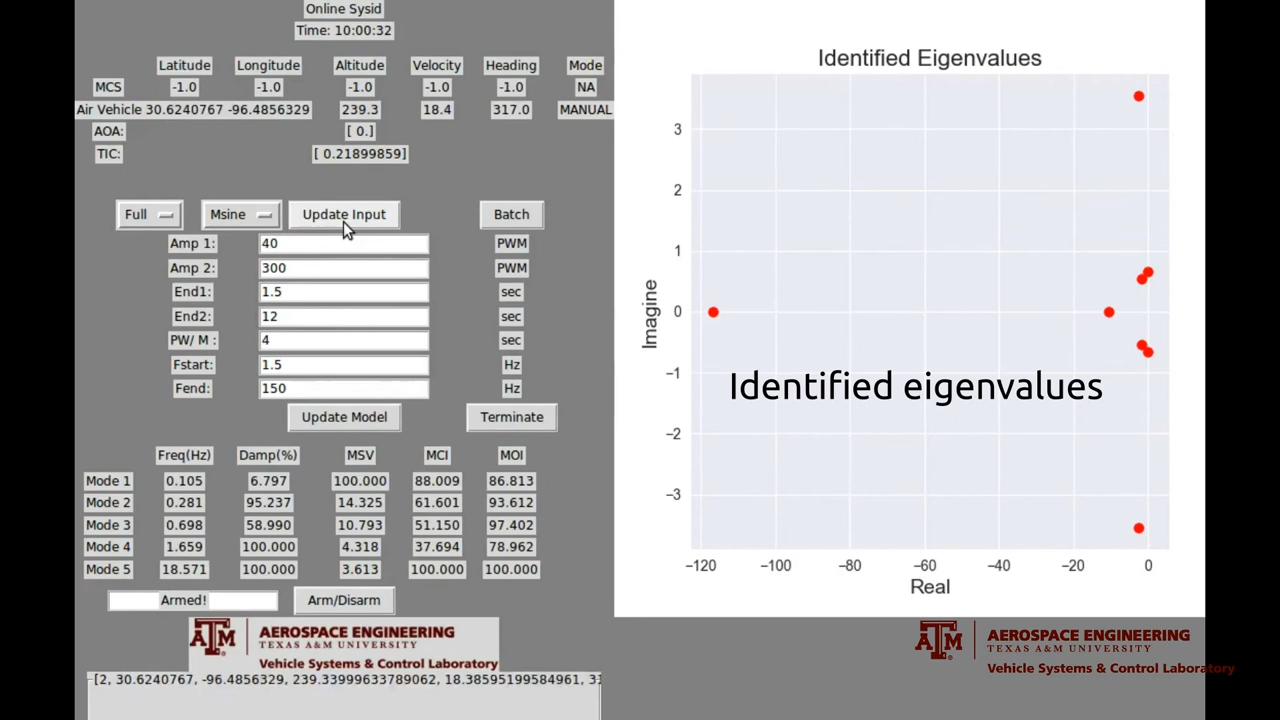 Online Sysid
Time: 10:00:32
Latitude Longitude Altitude Velocity Heading Mode
MCS -1.0 -1.0 -1.0 -1.0 -1.0 NA
Air Vehicle 30.6240767 -96.4856329 239.3 18.4 317.0 MANUAL
AOA: [ 0.]
TIC: [ 0.21899859]
Full Msine Update Input Batch
Amp 1: 40 PWM
Amp 2: 300 PWM
End1: 1.5 sec
End2: 12 sec
PW/ M : 4 sec
Fstart: 1.5 Hz
Fend: 150 Hz
Update Model Terminate
Freq(Hz) Damp(%) MSV MCI MOI
Mode 1 0.105 6.797 100.000 88.009 86.813
Mode 2 0.281 95.237 14.325 61.601 93.612
Mode 3 0.698 58.990 10.793 51.150 97.402
Mode 4 1.659 100.000 4.318 37.694 78.962
Mode 5 18.571 100.000 3.613 100.000 100.000
Armed! Arm/Disarm
ATM AEROSPACE ENGINEERING
TEXAS A&M UNIVERSITY
Vehicle Systems & Control Laboratory
[2, 30.6240767, -96.4856329, 239.33999633789062, 18.38595199584961, 31
Identified Eigenvalues
3
2
1
0
−1
−2
−3
Imagine
Identified eigenvalues
−120 −100 −80 −60 −40 −20 0
Real
ATM AEROSPACE ENGINEERING
TEXAS A&M UNIVERSITY
Vehicle Systems & Control Laboratory